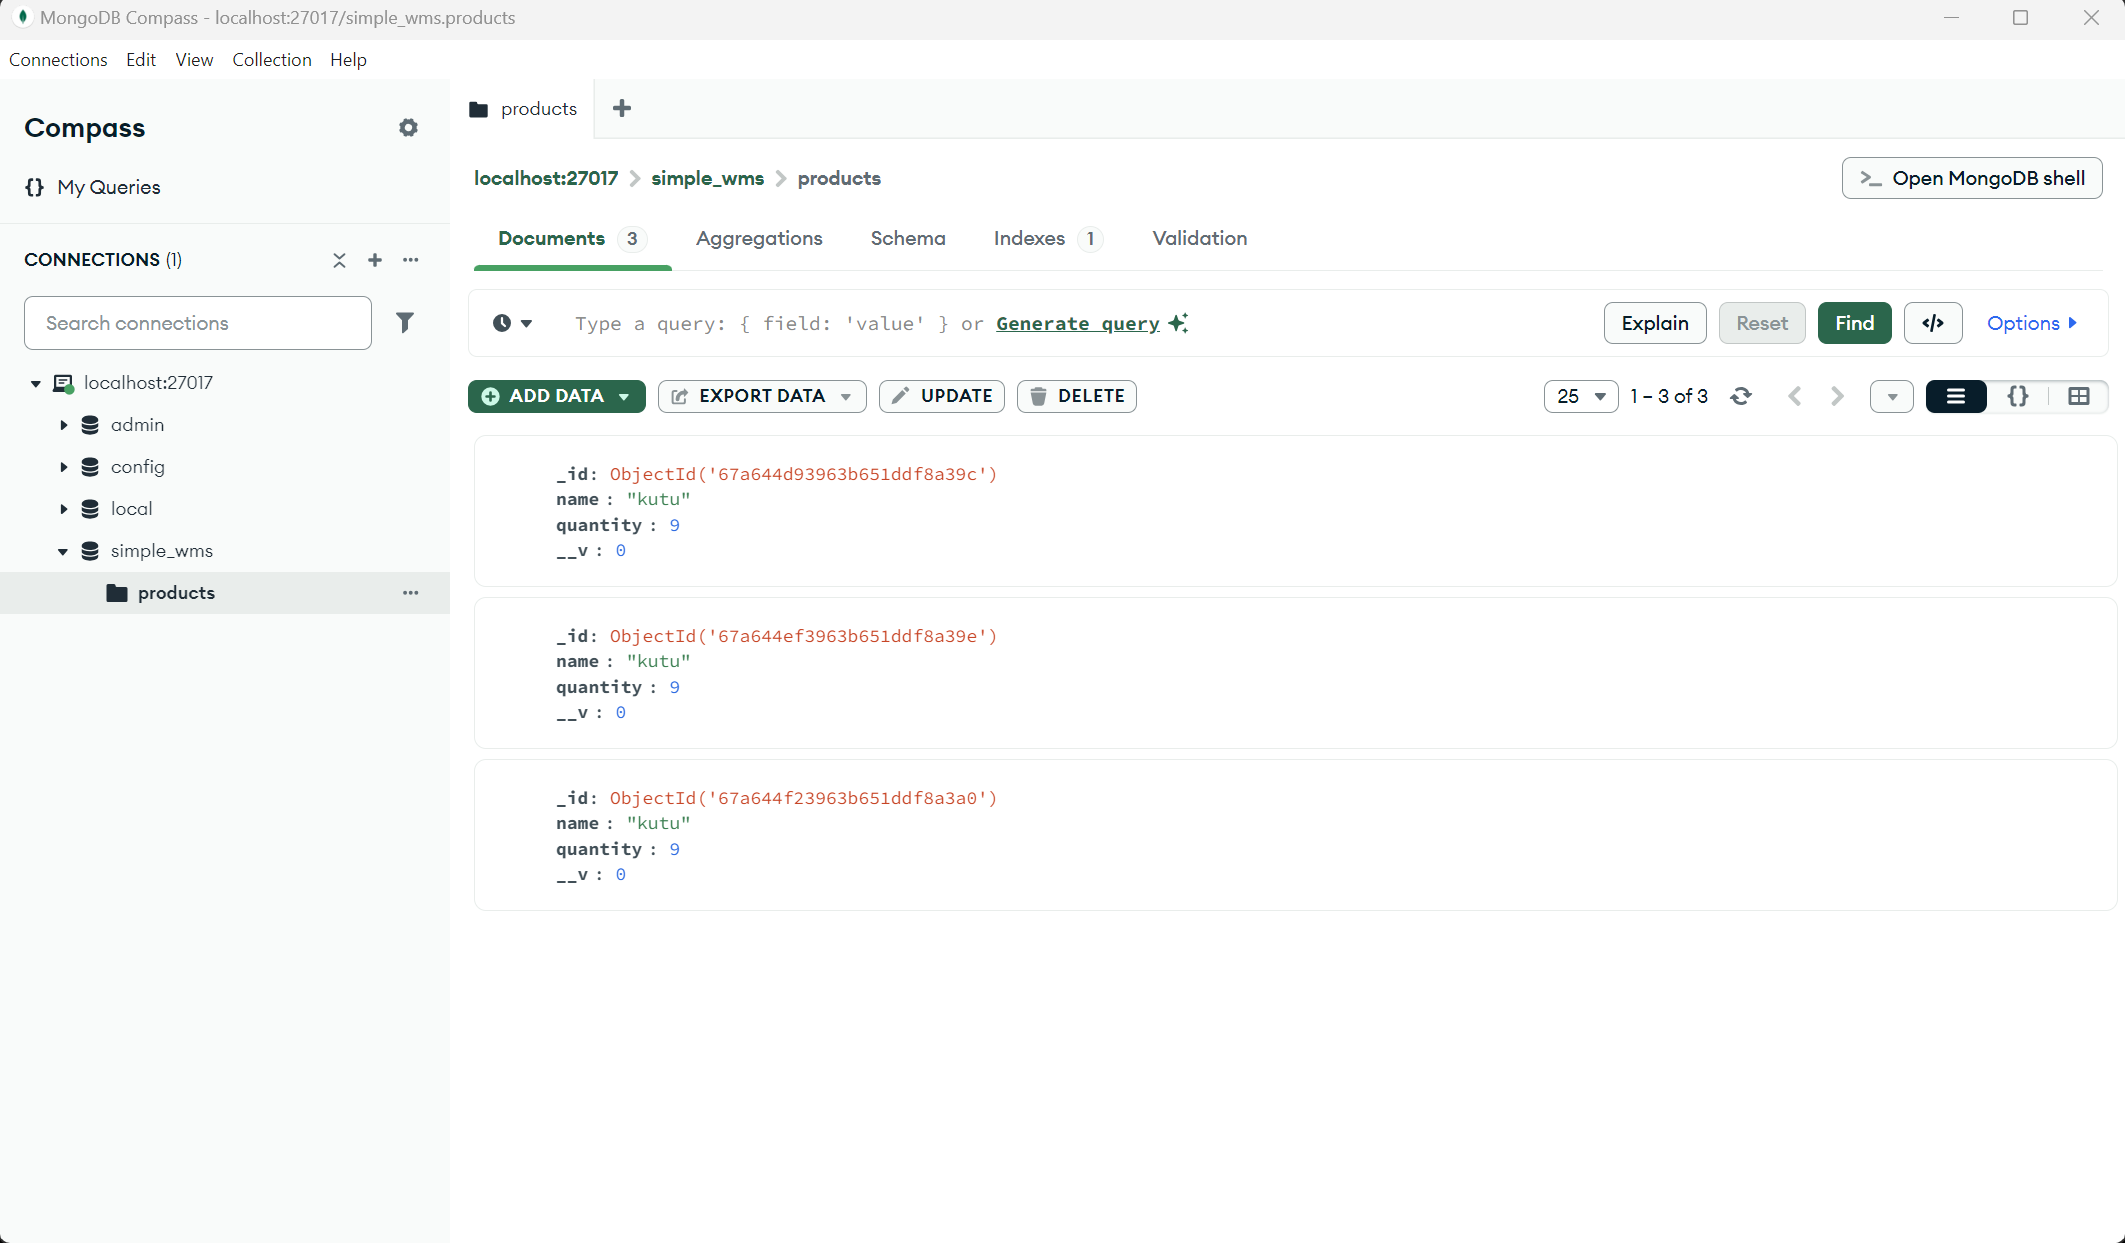 MongoDB Compass - localhost:27017/simple_wms.products
Connections Edit View Collection Help
Compass
{} My Queries
CONNECTIONS (1)
Search connections
localhost:27017
admin
config
local
simple_wms
products
products
localhost:27017 > simple_wms > products
>_ Open MongoDB shell
Documents 3 Aggregations Schema Indexes 1 Validation
Type a query: { field: 'value' } or Generate query
Explain Reset Find </> Options
ADD DATA EXPORT DATA UPDATE DELETE
25 1 – 3 of 3 {}
_id: ObjectId('67a644d93963b651ddf8a39c')
name : "kutu"
quantity : 9
__v : 0
_id: ObjectId('67a644ef3963b651ddf8a39e')
name : "kutu"
quantity : 9
__v : 0
_id: ObjectId('67a644f23963b651ddf8a3a0')
name : "kutu"
quantity : 9
__v : 0